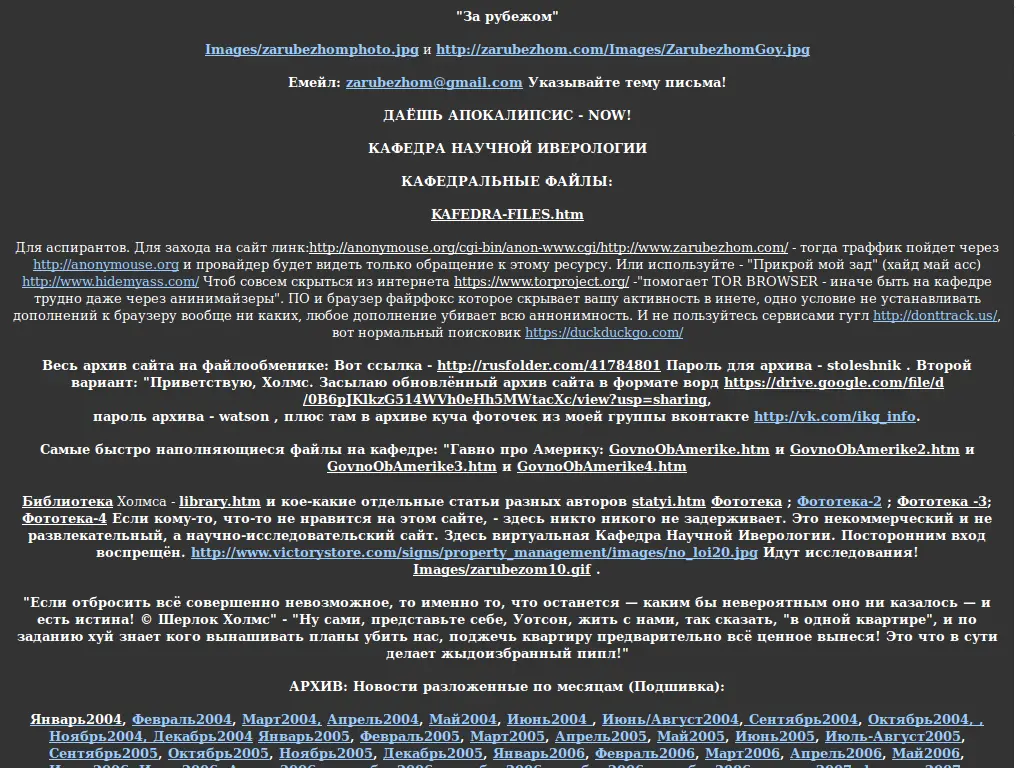 "За рубежом"
Images/zarubezhomphoto.jpg и http://zarubezhom.com/Images/ZarubezhomGoy.jpg
Емейл: zarubezhom@gmail.com Указывайте тему письма!
ДАЁШЬ АПОКАЛИПСИС - NOW!
КАФЕДРА НАУЧНОЙ ИВЕРОЛОГИИ
КАФЕДРАЛЬНЫЕ ФАЙЛЫ:
KAFEDRA-FILES.htm
Для аспирантов. Для захода на сайт линк:http://anonymouse.org/cgi-bin/anon-www.cgi/http://www.zarubezhom.com/ - тогда траффик пойдет через
http://anonymouse.org и провайдер будет видеть только обращение к этому ресурсу. Или используйте - "Прикрой мой зад" (хайд май асс)
http://www.hidemyass.com/ Чтоб совсем скрыться из интернета https://www.torproject.org/ -"помогает TOR BROWSER - иначе быть на кафедре
трудно даже через анинимайзеры". ПО и браузер файрфокс которое скрывает вашу активность в инете, одно условие не устанавливать
дополнений к браузеру вообще ни каких, любое дополнение убивает всю аннонимность. И не пользуйтесь сервисами гугл http://donttrack.us/,
вот нормальный поисковик https://duckduckgo.com/
Весь архив сайта на файлообменике: Вот ссылка - http://rusfolder.com/41784801 Пароль для архива - stoleshnik . Второй
вариант: "Приветствую, Холмс. Засылаю обновлённый архив сайта в формате ворд https://drive.google.com/file/d
/0B6pJKlkzG514WVh0eHh5MWtacXc/view?usp=sharing,
пароль архива - watson , плюс там в архиве куча фоточек из моей группы вконтакте http://vk.com/ikg_info.
Самые быстро наполняющиеся файлы на кафедре: "Гавно про Америку: GovnoObAmerike.htm и GovnoObAmerike2.htm и
GovnoObAmerike3.htm и GovnoObAmerike4.htm
Библиотека Холмса - library.htm и кое-какие отдельные статьи разных авторов statyi.htm Фототека ; Фототека-2 ; Фототека -3;
Фототека-4 Если кому-то, что-то не нравится на этом сайте, - здесь никто никого не задерживает. Это некоммерческий и не
развлекательный, а научно-исследовательский сайт. Здесь виртуальная Кафедра Научной Иверологии. Посторонним вход
воспрещён. http://www.victorystore.com/signs/property_management/images/no_loi20.jpg Идут исследования!
Images/zarubezom10.gif .
"Если отбросить всё совершенно невозможное, то именно то, что останется — каким бы невероятным оно ни казалось — и
есть истина! © Шерлок Холмс" - "Ну сами, представьте себе, Уотсон, жить с нами, так сказать, "в одной квартире", и по
заданию хуй знает кого вынашивать планы убить нас, поджечь квартиру предварительно всё ценное вынеся! Это что в сути
делает жыдоизбранный пипл!"
АРХИВ: Новости разложенные по месяцам (Подшивка):
Январь2004, Февраль2004, Март2004, Апрель2004, Май2004, Июнь2004 , Июнь/Август2004, Сентябрь2004, Октябрь2004, ,
Ноябрь2004, Декабрь2004 Январь2005, Февраль2005, Март2005, Апрель2005, Май2005, Июнь2005, Июль-Август2005,
Сентябрь2005, Октябрь2005, Ноябрь2005, Декабрь2005, Январь2006, Февраль2006, Март2006, Апрель2006, Май2006,